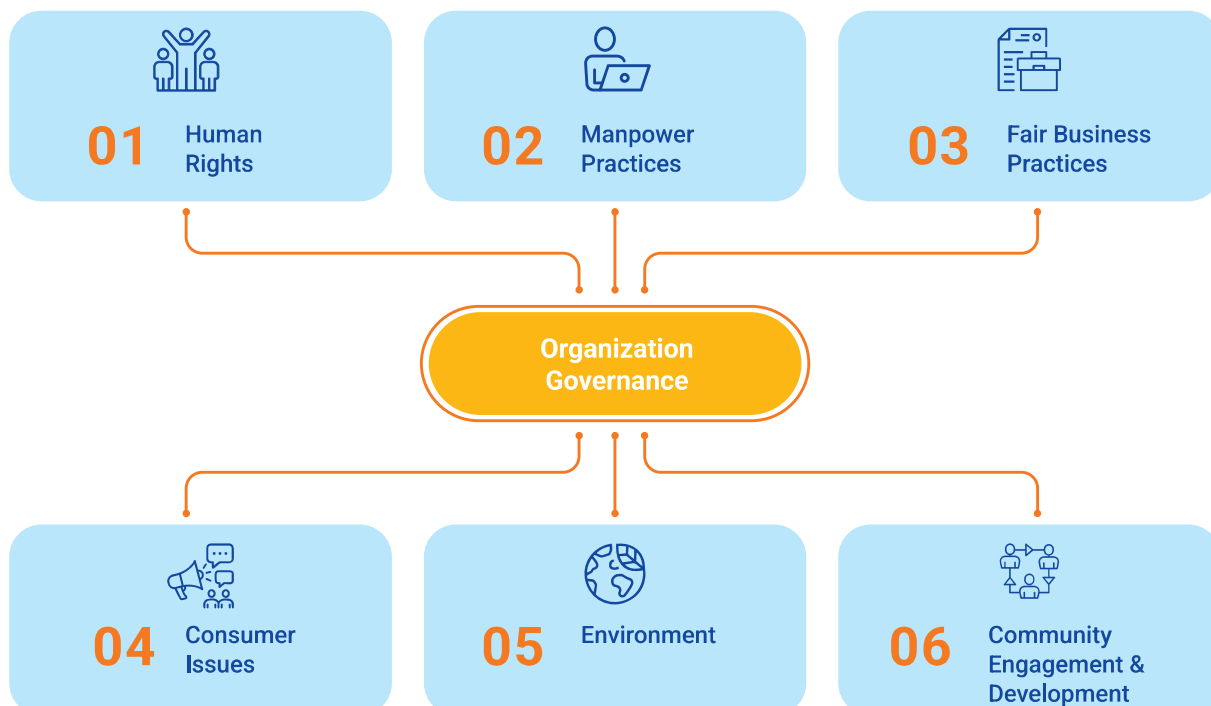 01
Human
Rights
02
Manpower
Practices
03
Fair Business
Practices
Organization
Governance
04
Consumer
Issues
05
Environment
06
Community
Engagement &
Development